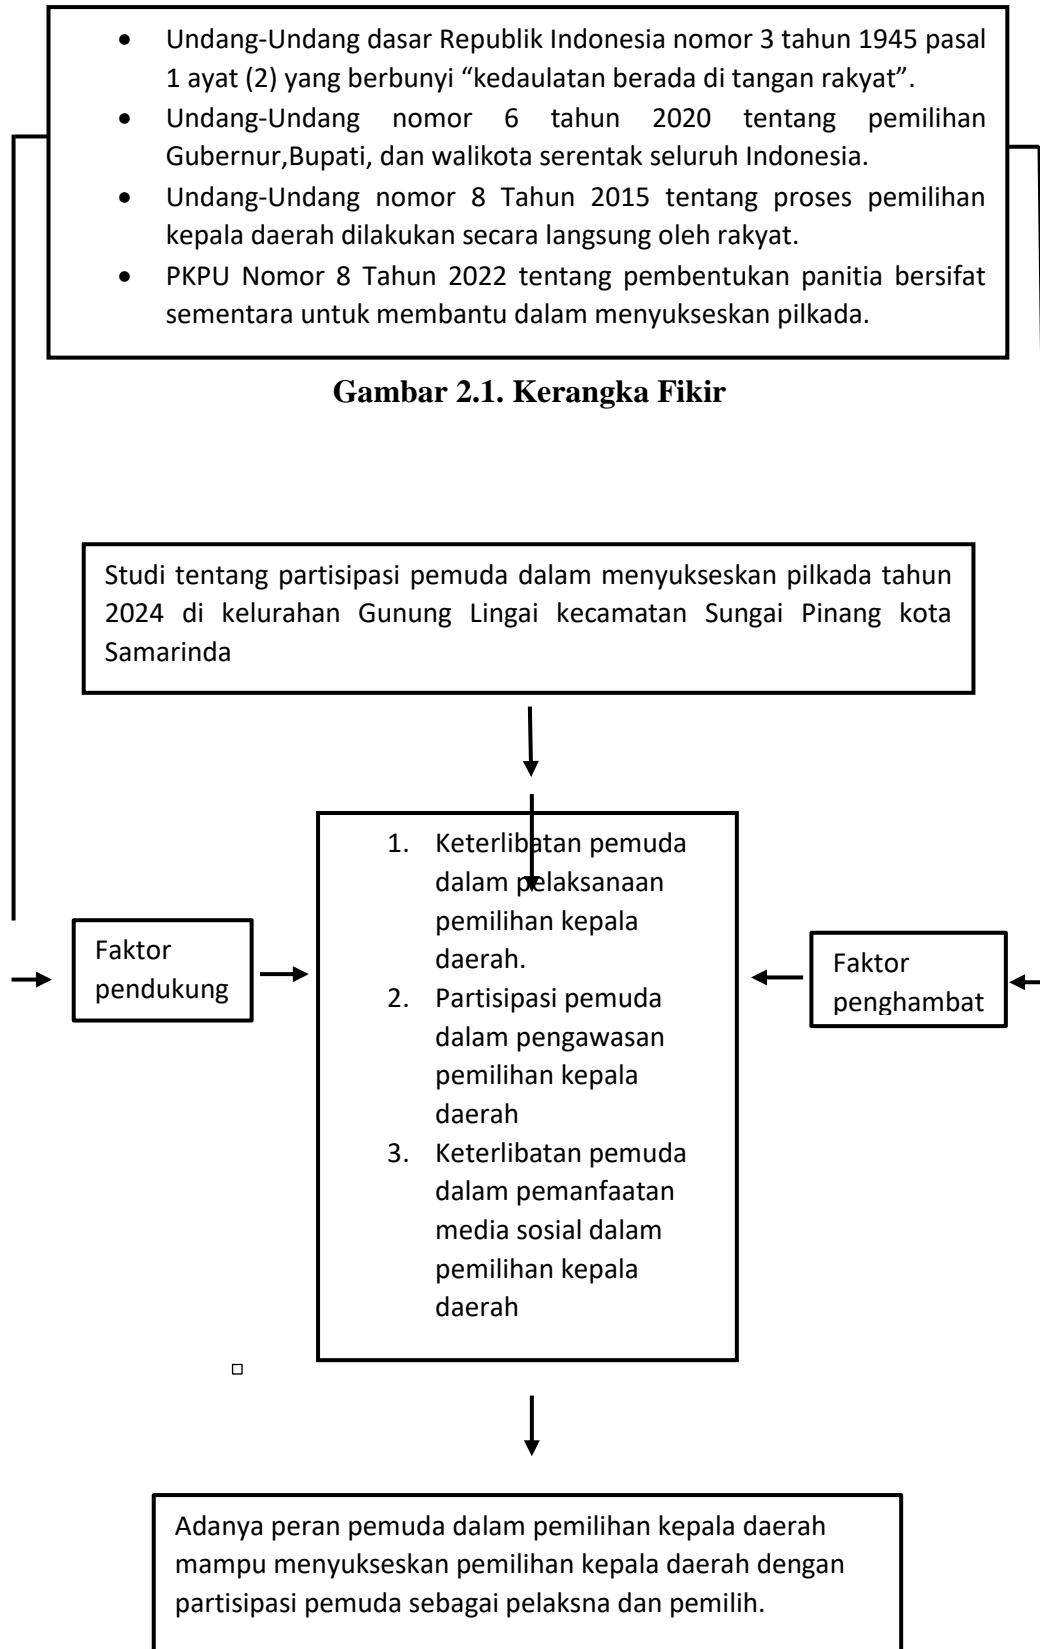 • Undang-Undang dasar Republik Indonesia nomor 3 tahun 1945 pasal
1 ayat (2) yang berbunyi “kedaulatan berada di tangan rakyat”.
• Undang-Undang nomor 6 tahun 2020 tentang pemilihan
Gubernur,Bupati, dan walikota serentak seluruh Indonesia.
• Undang-Undang nomor 8 Tahun 2015 tentang proses pemilihan
kepala daerah dilakukan secara langsung oleh rakyat.
• PKPU Nomor 8 Tahun 2022 tentang pembentukan panitia bersifat
sementara untuk membantu dalam menyukseskan pilkada.
Gambar 2.1. Kerangka Fikir
Studi tentang partisipasi pemuda dalam menyukseskan pilkada tahun
2024 di kelurahan Gunung Lingai kecamatan Sungai Pinang kota
Samarinda
Faktor
pendukung
1. Keterlibatan pemuda
dalam pelaksanaan
pemilihan kepala
daerah.
2. Partisipasi pemuda
dalam pengawasan
pemilihan kepala
daerah
3. Keterlibatan pemuda
dalam pemanfaatan
media sosial dalam
pemilihan kepala
daerah
Faktor
penghambat
Adanya peran pemuda dalam pemilihan kepala daerah
mampu menyukseskan pemilihan kepala daerah dengan
partisipasi pemuda sebagai pelaksna dan pemilih.